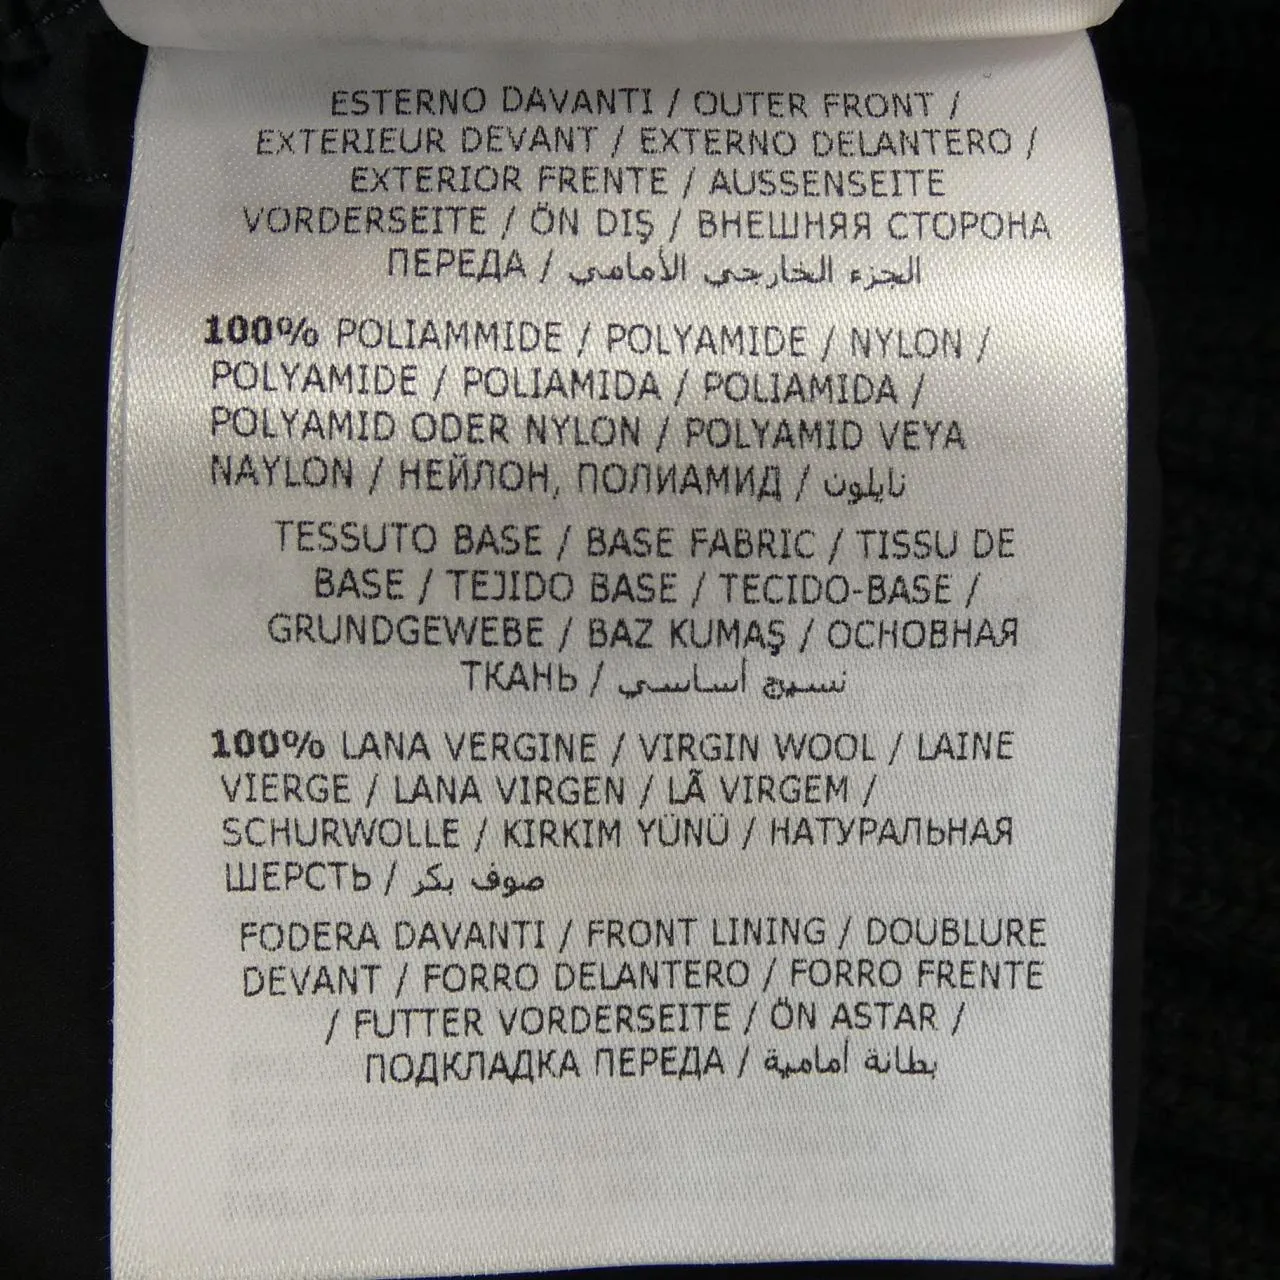 ESTERNO DAVANTI / OUTER FRONT /
EXTERIEUR DEVANT / EXTERNO DELANTERO /
EXTERIOR FRENTE / AUSSENSEITE
VORDERSEITE / ÖN DIŞ / ВНЕШНЯЯ СТОРОНА
ПЕРЕДА / الجزء الخارجي الأمامي
100% POLIAMMIDE / POLYAMIDE / NYLON /
POLYAMIDE / POLIAMIDA / POLIAMIDA /
POLYAMID ODER NYLON / POLYAMID VEYA
NAYLON / НЕЙЛОН, ПОЛИАМИД / نايلون
TESSUTO BASE / BASE FABRIC / TISSU DE
BASE / TEJIDO BASE / TECIDO-BASE /
GRUNDGEWEBE / BAZ KUMAŞ / ОСНОВНАЯ
ТКАНЬ / نسيج أساسي
100% LANA VERGINE / VIRGIN WOOL / LAINE
VIERGE / LANA VIRGEN / LÃ VIRGEM /
SCHURWOLLE / KIRKIM YÜNÜ / НАТУРАЛЬНАЯ
ШЕРСТЬ / صوف بكر
FODERA DAVANTI / FRONT LINING / DOUBLURE
DEVANT / FORRO DELANTERO / FORRO FRENTE
/ FUTTER VORDERSEITE / ÖN ASTAR /
ПОДКЛАДКА ПЕРЕДА / بطانة أمامية